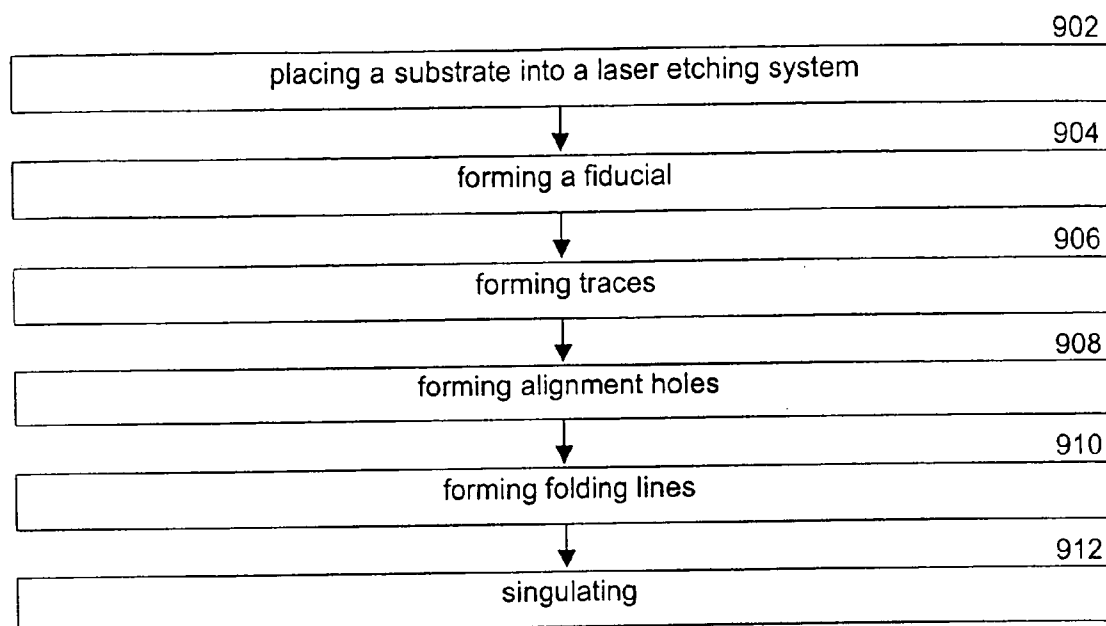 902
placing a substrate into a laser etching system
904
forming a fiducial
906
forming traces
908
forming alignment holes
910
forming folding lines
912
singulating